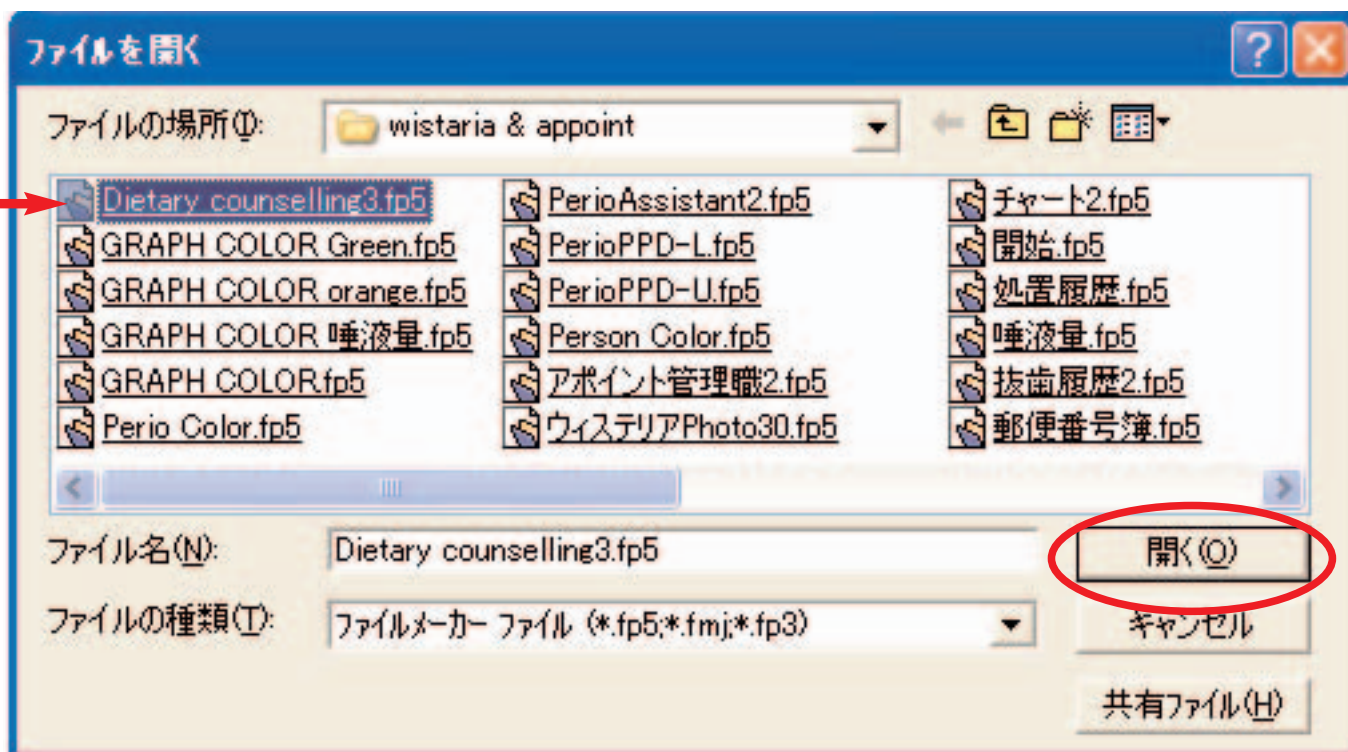 ファイルを開く
ファイルの場所(I):
wistaria & appoint
Dietary counselling3.fp5
GRAPH COLOR Green.fp5
GRAPH COLOR orange.fp5
GRAPH COLOR 唾液量.fp5
GRAPH COLOR.fp5
Perio Color.fp5
PerioAssistant2.fp5
PerioPPD-L.fp5
PerioPPD-U.fp5
Person Color.fp5
アポイント管理職2.fp5
ウィステリアPhoto30.fp5
チャート2.fp5
開始.fp5
処置履歴.fp5
唾液量.fp5
抜歯履歴2.fp5
郵便番号簿.fp5
ファイル名(N):
Dietary counselling3.fp5
開く(O)
ファイルの種類(T):
ファイルメーカー ファイル (*.fp5;*.fmj;*.fp3)
キャンセル
共有ファイル(H)